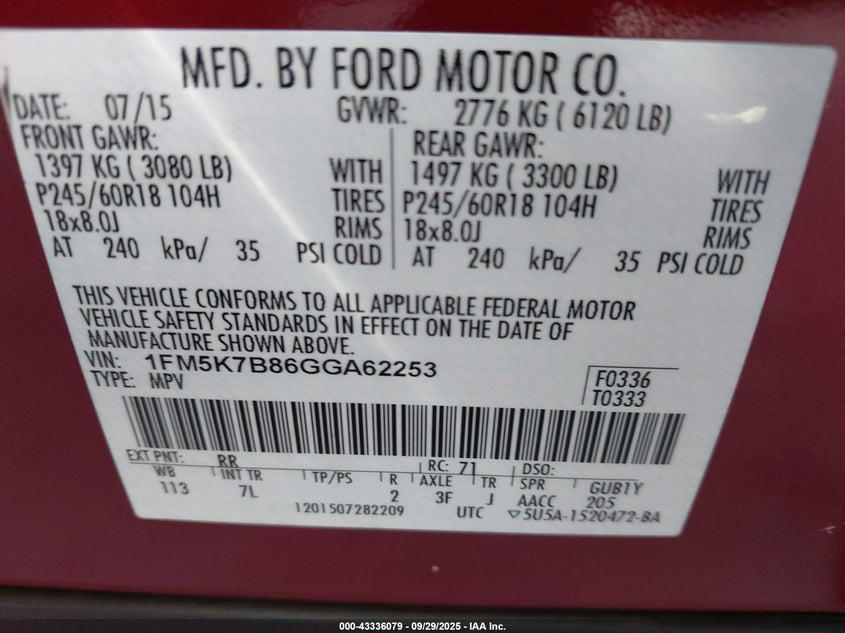 MFD. BY FORD MOTOR CO.
DATE: 07/15 GVWR: 2776 KG ( 6120 LB)
FRONT GAWR: REAR GAWR:
1397 KG ( 3080 LB) WITH 1497 KG ( 3300 LB) WITH
P245/60R18 104H TIRES P245/60R18 104H TIRES
18x8.0J RIMS 18x8.0J RIMS
AT 240 kPa/ 35 PSI COLD AT 240 kPa/ 35 PSI COLD
THIS VEHICLE CONFORMS TO ALL APPLICABLE FEDERAL MOTOR
VEHICLE SAFETY STANDARDS IN EFFECT ON THE DATE OF
MANUFACTURE SHOWN ABOVE.
VIN: 1FM5K7B86GGA62253
TYPE: MPV
F0336
T0333
EXT PNT: RR RC: 71 DSO:
WB INT TR TP/PS R AXLE TR SPR GUB1Y
113 7L 2 3F J AACC 205
1201507282209 UTC ▽5U5A-1520472-BA
000-43336079 - 09/29/2025 - IAA Inc.